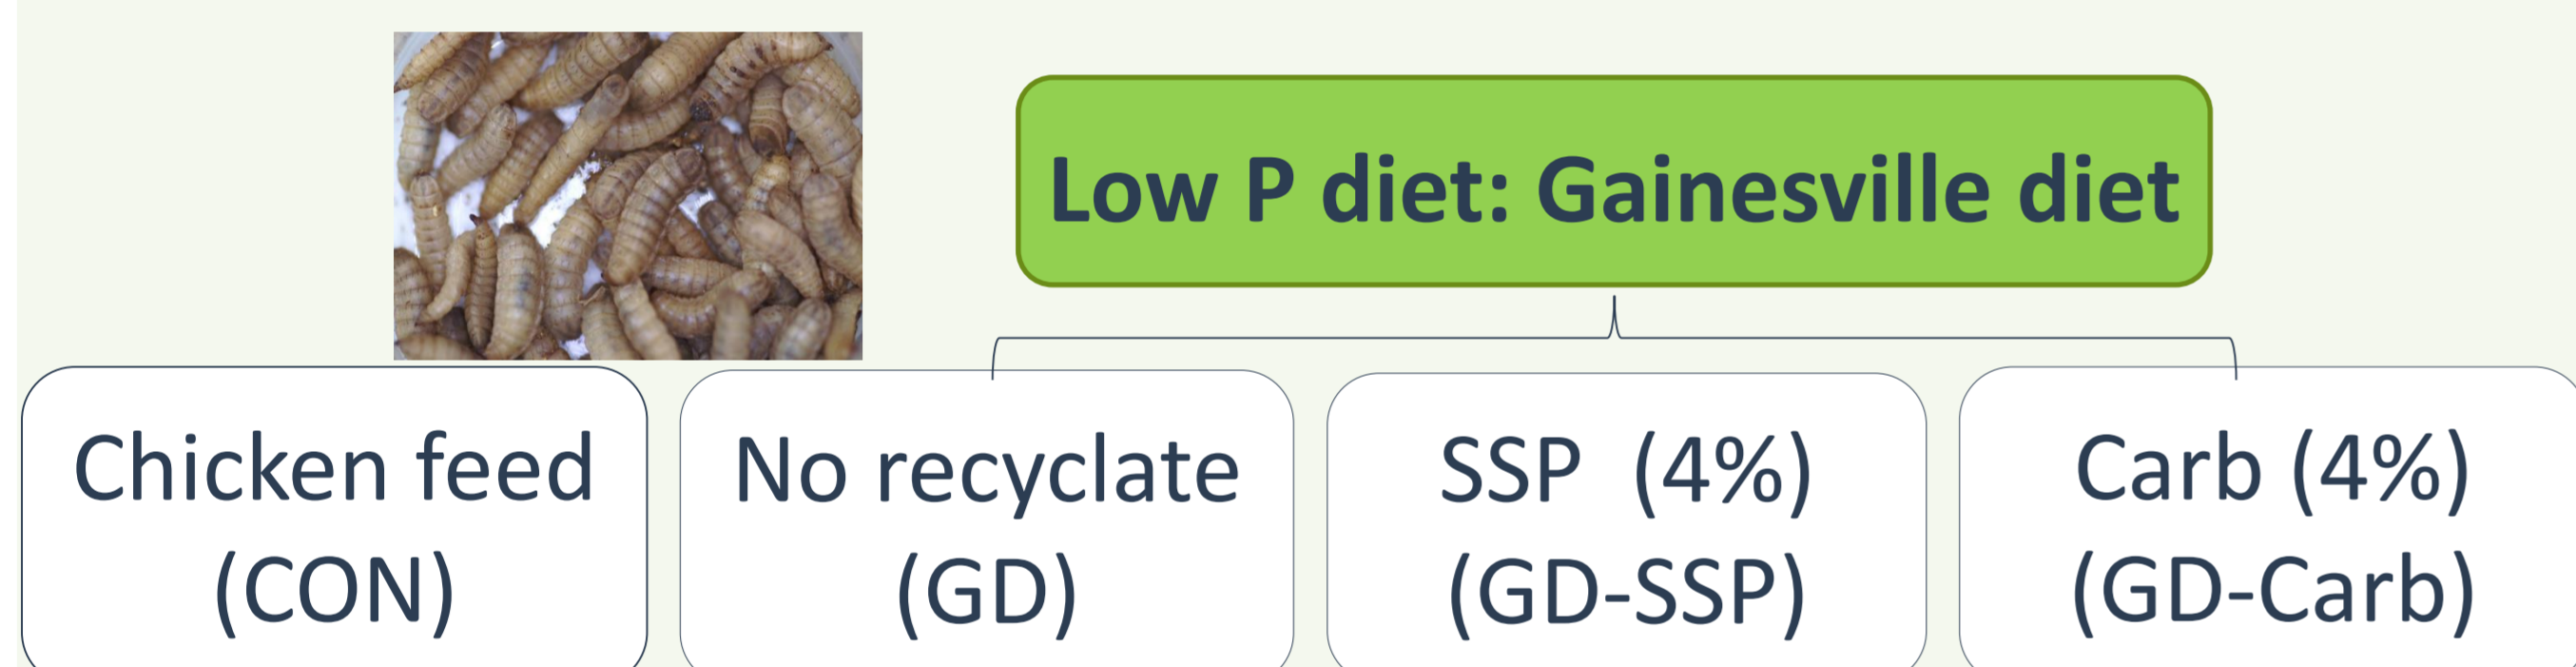 Low P diet: Gainesville diet
Chicken feed
(CON)
No recyclate
(GD)
SSP (4%)
(GD-SSP)
Carb (4%)
(GD-Carb)